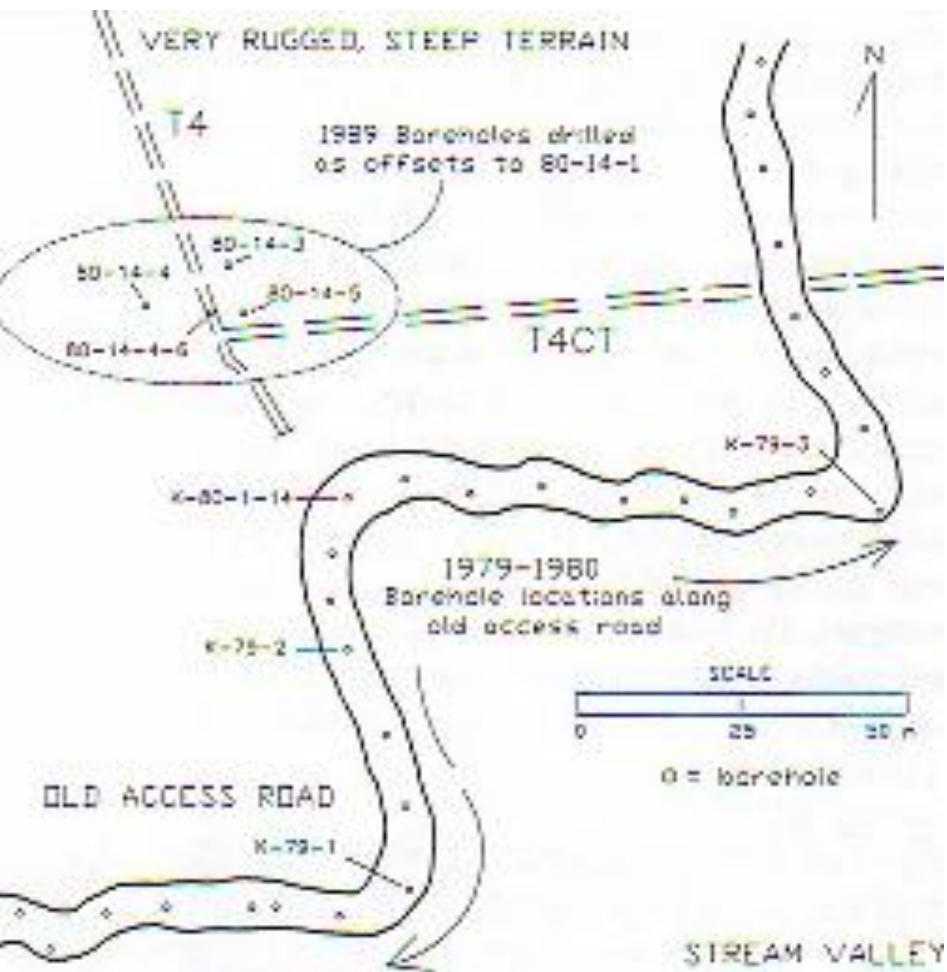 VERY RUGGED, STEEP TERRAIN
N
T4
1989 Boreholes drilled
as offsets to 80-14-1
80-14-3
80-14-4
80-14-5
80-14-4-6
T4CT
K-79-3
K-80-1-14
1979-1980
Borehole locations along
old access road
K-79-2
SCALE
0 25 50 m
o = borehole
OLD ACCESS ROAD
K-79-1
STREAM VALLEY